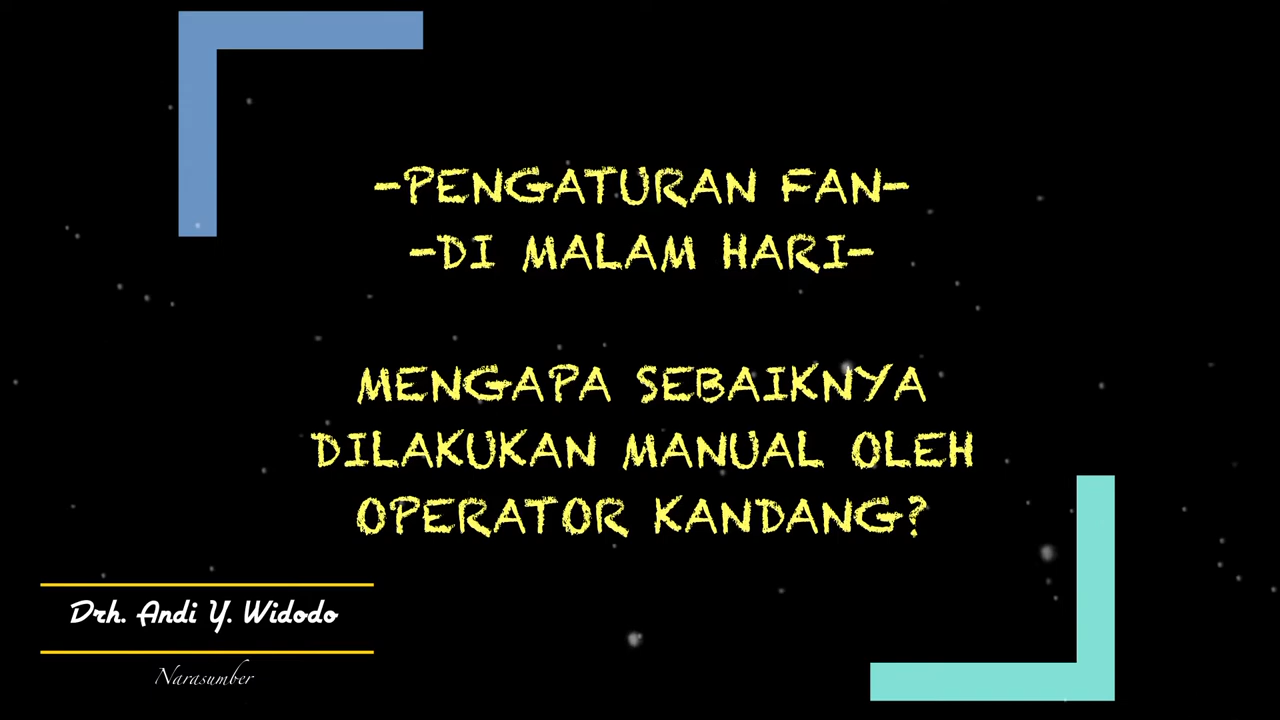 -PENGATURAN FAN-
-DI MALAM HARI-
MENGAPA SEBAIKNYA
DILAKUKAN MANUAL OLEH
OPERATOR KANDANG?
Drh. Andi Y. Widodo
Narasumber